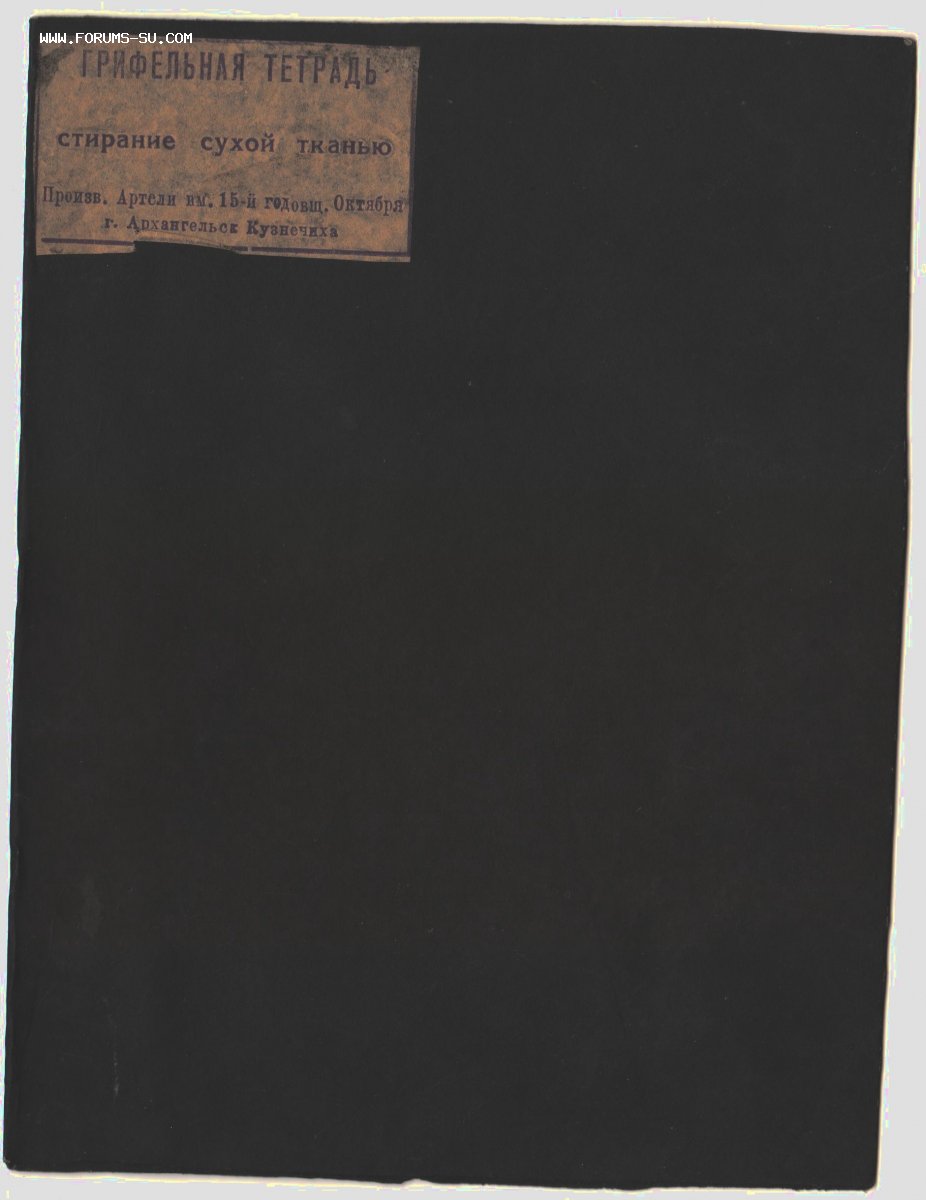 WWW.FORUMS-SU.COM
ГРИФЕЛЬНАЯ ТЕТРАДЬ
стирание сухой тканью
Произв. Артели им. 15-й годовщ. Октября
г. Архангельск Кузнечиха